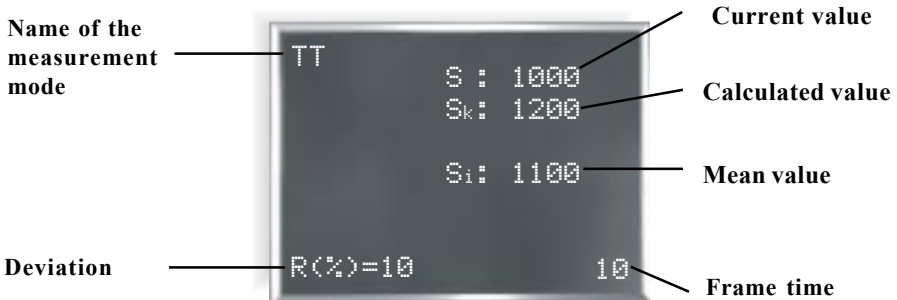 Name of the
measurement
mode
TT
S : 1000
Sk: 1200
Si: 1100
R(%)=10
10
Current value
Calculated value
Mean value
Deviation
Frame time